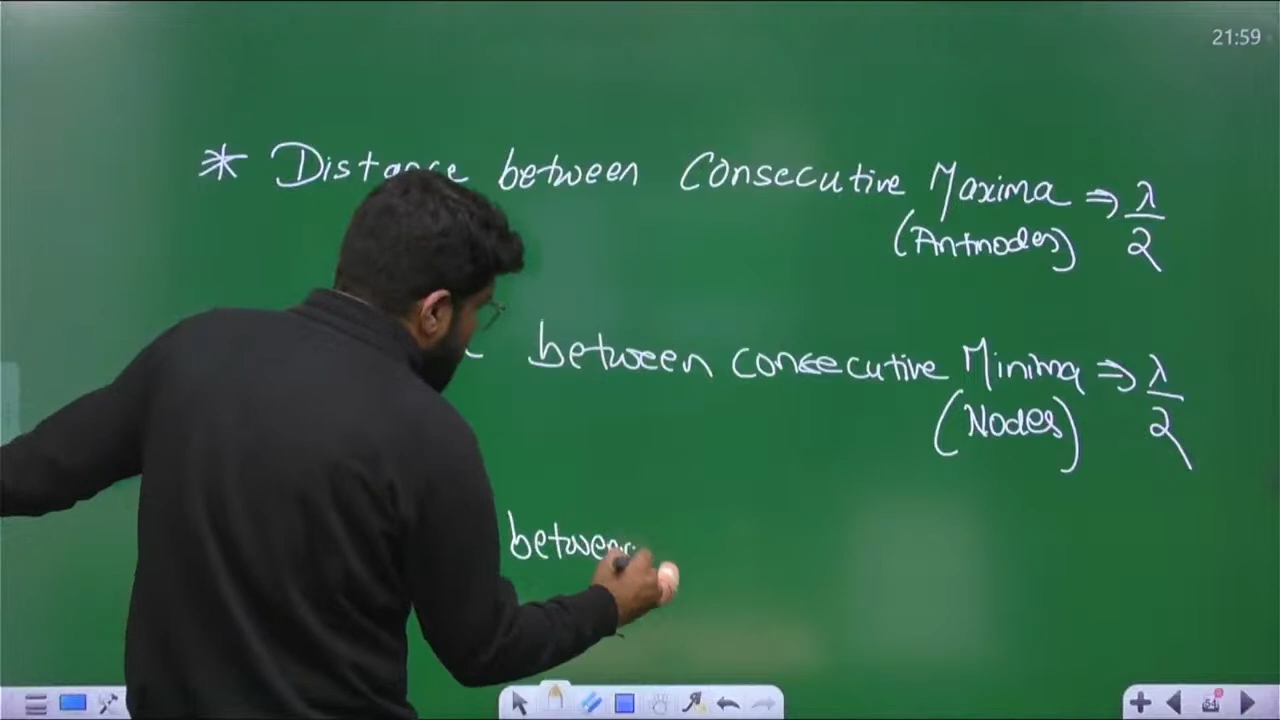 21:59
* Distance between Consecutive Maxima ⇒ λ/2
(Antinodes)
between consecutive Minima ⇒ λ/2
(Nodes)
between